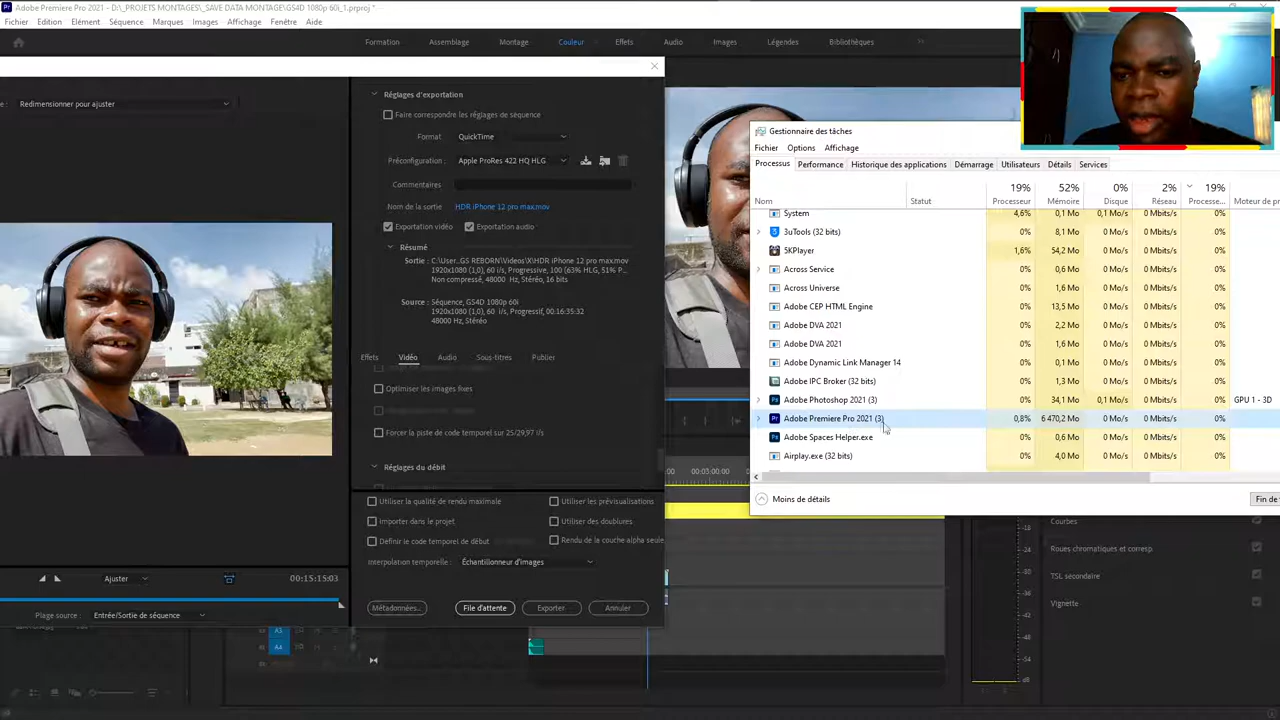 Adobe Premiere Pro 2021 - D:\_PROJETS MONTAGES\_SAVE DATA MONTAGE\GS4D 1080p 60i_1.prproj *
Fichier Edition Elément Séquence Marques Images Affichage Fenêtre Aide
Formation Assemblage Montage Couleur Effets Audio Images Légendes Bibliothèques
Redimensionner pour ajuster
Réglages d'exportation
Faire correspondre les réglages de séquence
Format QuickTime
Préconfiguration : Apple ProRes 422 HQ HLG
Commentaires
Nom de la sortie HDR iPhone 12 pro max.mov
Exportation vidéo Exportation audio
Résumé
Sortie : C:\User...GS REBORN\Videos\X\HDR iPhone 12 pro max.mov
1920x1080 (1,0), 60 i/s, Progressive, 100 (63% HLG, 51% P...
Non compressé, 48000 Hz, Stéréo, 16 bits
Source : Séquence, GS4D 1080p 60i
1920x1080 (1,0), 60 i/s, Progressif, 00:16:35:32
48000 Hz, Stéréo
Effets Vidéo Audio Sous-titres Publier
Optimiser les images fixes
Forcer la piste de code temporel sur 25/29,97 i/s
Réglages du débit
Utiliser la qualité de rendu maximale Utiliser les prévisualisations
Importer dans le projet Utiliser des doublures
Définir le code temporel de début Rendu de la couche alpha seule
Interpolation temporelle : Échantillonneur d'images
Métadonnées... File d'attente Exporter Annuler
Ajuster 00:15:15:03
Plage source : Entrée/Sortie de séquence
A3
A4
:00 00:03:00:00
Gestionnaire des tâches
Fichier Options Affichage
Processus Performance Historique des applications Démarrage Utilisateurs Détails Services
19% 52% 0% 2% 19%
Nom Statut Processeur Mémoire Disque Réseau Processe... Moteur de pr
System 4,6% 0,1 Mo 0,1 Mo/s 0 Mbits/s 0%
3uTools (32 bits) 0% 8,1 Mo 0 Mo/s 0 Mbits/s 0%
5KPlayer 1,6% 54,2 Mo 0 Mo/s 0 Mbits/s 0%
Across Service 0% 0,6 Mo 0 Mo/s 0 Mbits/s 0%
Across Universe 0% 1,6 Mo 0 Mo/s 0 Mbits/s 0%
Adobe CEP HTML Engine 0% 13,5 Mo 0 Mo/s 0 Mbits/s 0%
Adobe DVA 2021 0% 2,2 Mo 0 Mo/s 0 Mbits/s 0%
Adobe DVA 2021 0% 2,2 Mo 0 Mo/s 0 Mbits/s 0%
Adobe Dynamic Link Manager 14 0% 0,1 Mo 0 Mo/s 0 Mbits/s 0%
Adobe IPC Broker (32 bits) 0% 1,3 Mo 0 Mo/s 0 Mbits/s 0%
Adobe Photoshop 2021 (3) 0% 34,1 Mo 0,1 Mo/s 0 Mbits/s 0% GPU 1 - 3D
Adobe Premiere Pro 2021 (3) 0,8% 6 470,2 Mo 0 Mo/s 0 Mbits/s 0%
Adobe Spaces Helper.exe 0% 0,6 Mo 0 Mo/s 0 Mbits/s 0%
Airplay.exe (32 bits) 0% 4,0 Mo 0 Mo/s 0 Mbits/s 0%
Moins de détails Fin de
Courbes
Roues chromatiques et corresp.
TSL secondaire
Vignette
-18
-24
-30
-36
-42
-48
-54
dB